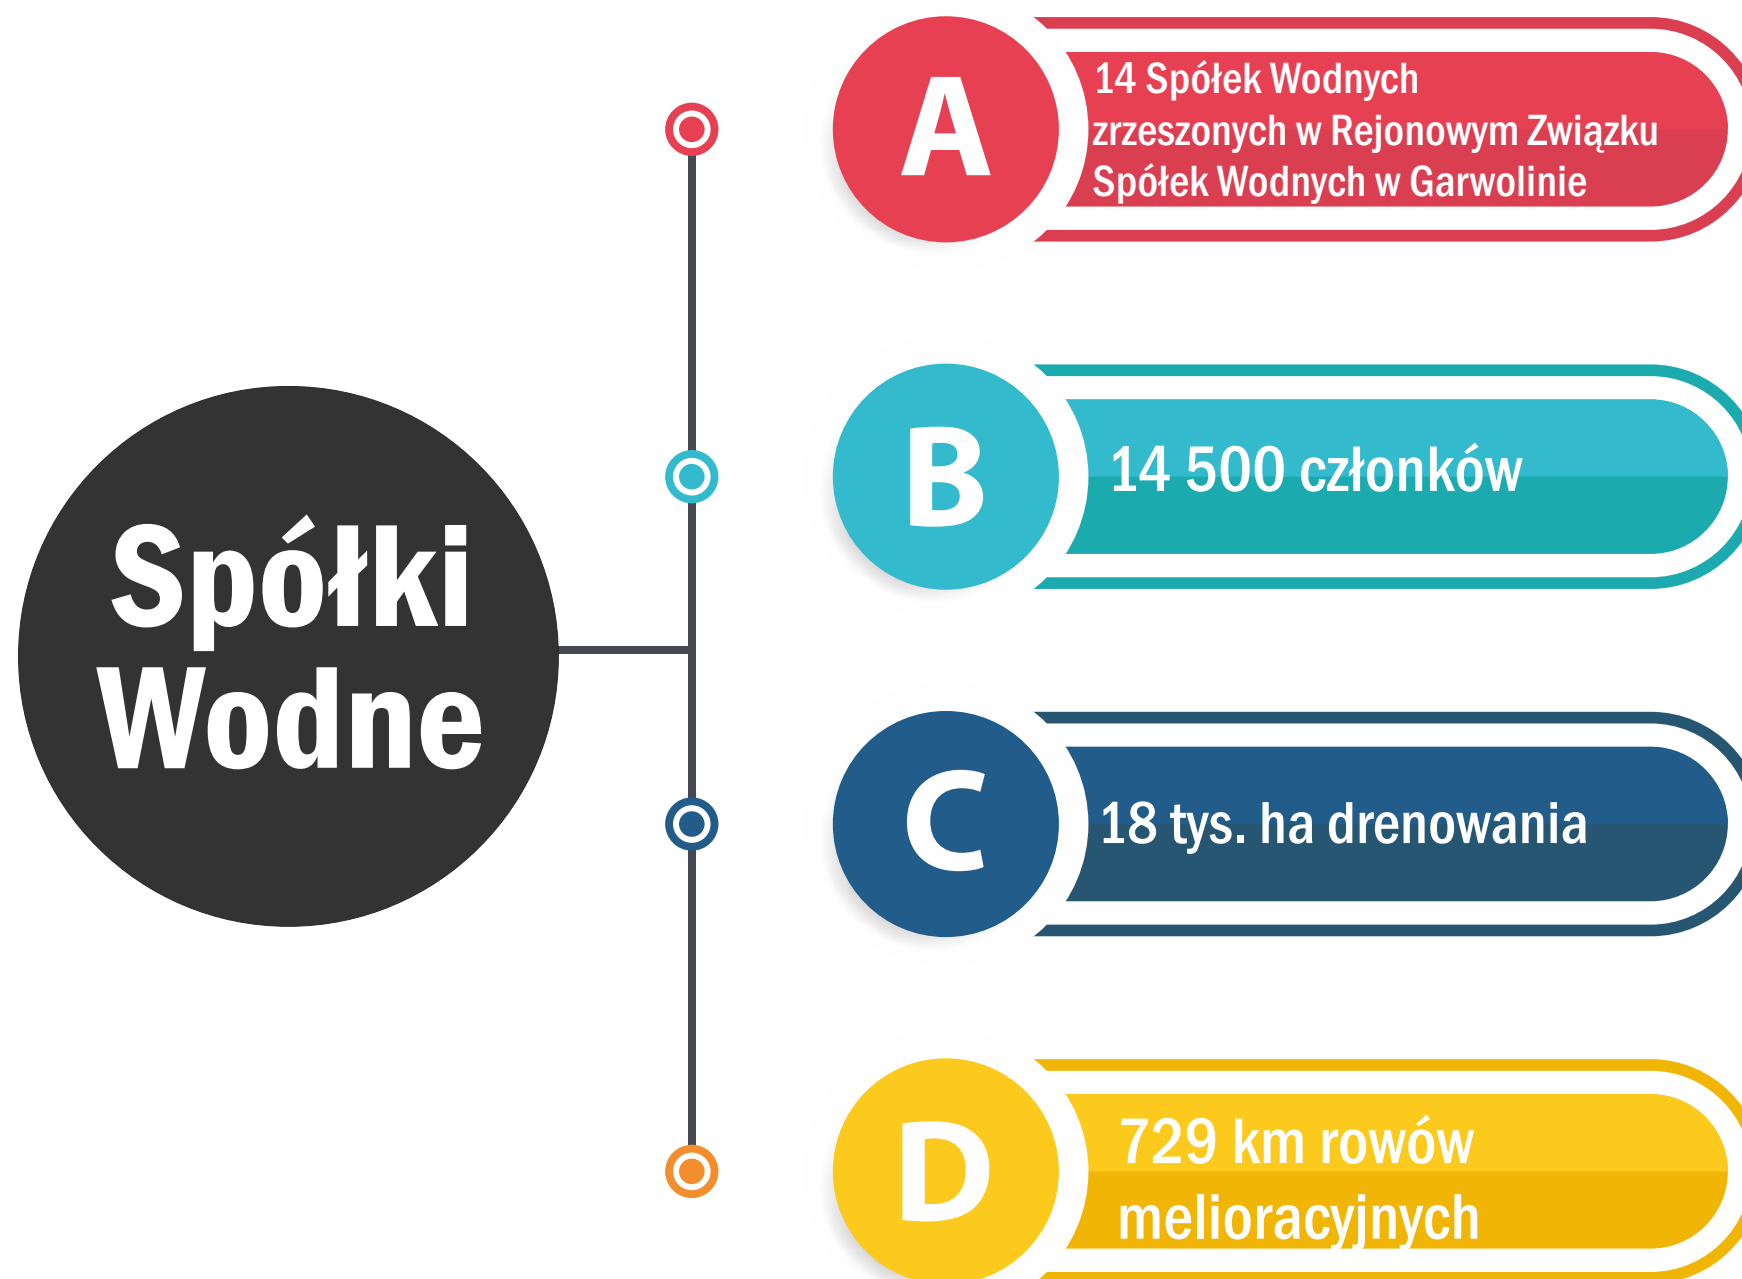 Spółki
Wodne
A
14 Spółek Wodnych
zrzeszonych w Rejonowym Związku
Spółek Wodnych w Garwolinie
B
14 500 członków
C
18 tys. ha drenowania
D
729 km rowów
melioracyjnych